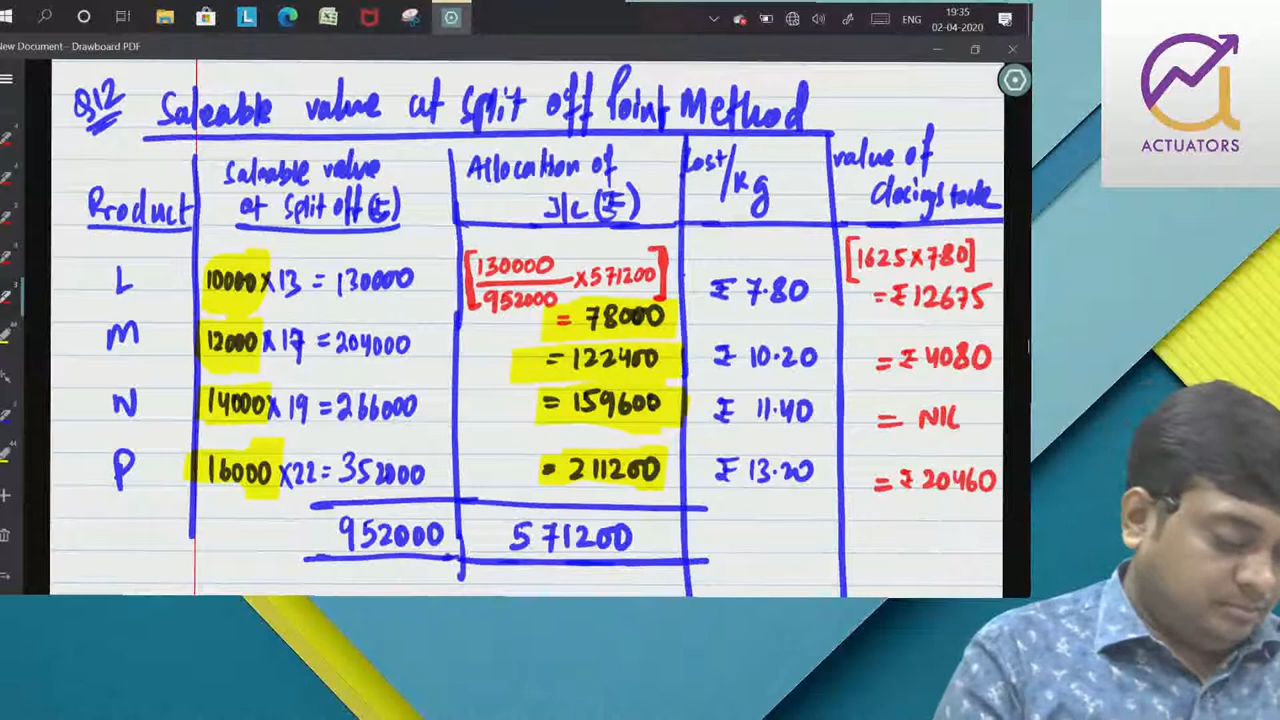 19:35
ENG
02-04-2020
New Document - Drawboard PDF
ACTUATORS
Q12 Saleable value at split off Point Method
Product
Saleable value
at split off (₹)
Allocation of
J/C (₹)
Cost/
Kg
value of
closing stock
L
10000 × 13 = 130000
[130000
952000
× 571200]
= 78000
₹ 7.80
[1625 × 7.80]
= ₹ 12675
M
12000 × 17 = 204000
= 122400
₹ 10.20
= ₹ 4080
N
14000 × 19 = 266000
= 159600
₹ 11.40
= NIL
P
16000 × 22 = 352000
= 211200
₹ 13.20
= ₹ 20460
952000
571200